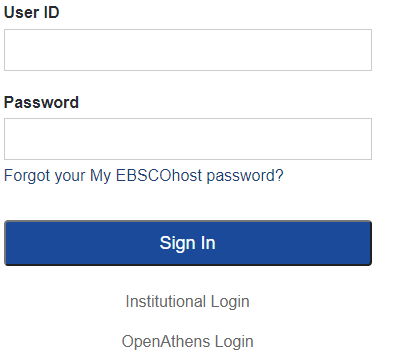 User ID
Password
Forgot your My EBSCOhost password?
Sign In
Institutional Login
OpenAthens Login